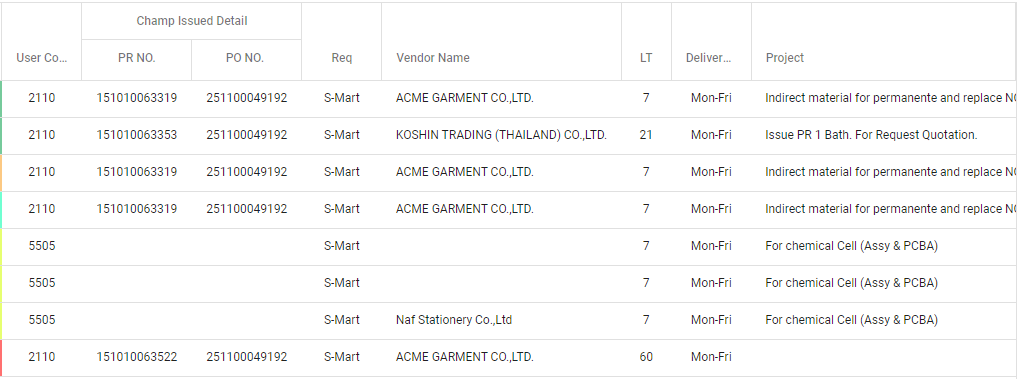 Champ Issued Detail
User Co... PR NO. PO NO. Req Vendor Name LT Deliver... Project
2110 151010063319 251100049192 S-Mart ACME GARMENT CO.,LTD. 7 Mon-Fri Indirect material for permanente and replace NC
2110 151010063353 251100049192 S-Mart KOSHIN TRADING (THAILAND) CO.,LTD. 21 Mon-Fri Issue PR 1 Bath. For Request Quotation.
2110 151010063319 251100049192 S-Mart ACME GARMENT CO.,LTD. 7 Mon-Fri Indirect material for permanente and replace NC
2110 151010063319 251100049192 S-Mart ACME GARMENT CO.,LTD. 7 Mon-Fri Indirect material for permanente and replace NC
5505 S-Mart 7 Mon-Fri For chemical Cell (Assy & PCBA)
5505 S-Mart 7 Mon-Fri For chemical Cell (Assy & PCBA)
5505 S-Mart Naf Stationery Co.,Ltd 7 Mon-Fri For chemical Cell (Assy & PCBA)
2110 151010063522 251100049192 S-Mart ACME GARMENT CO.,LTD. 60 Mon-Fri